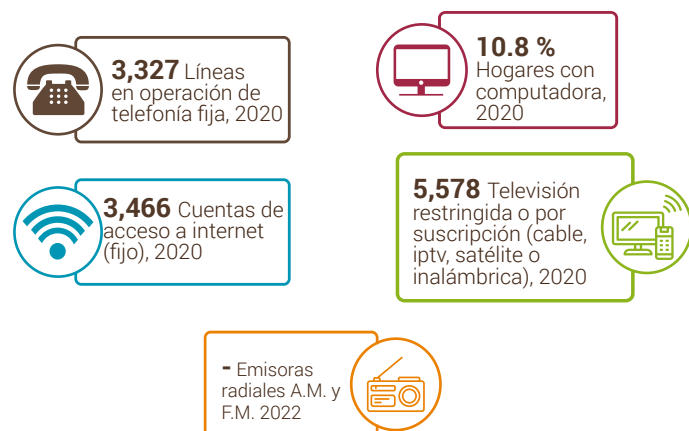 3,327 Líneas
en operación de
telefonía fija, 2020
10.8 %
Hogares con
computadora,
2020
3,466 Cuentas de
acceso a internet
(fijo), 2020
5,578 Televisión
restringida o por
suscripción (cable,
iptv, satélite o
inalámbrica), 2020
- Emisoras
radiales A.M. y
F.M. 2022